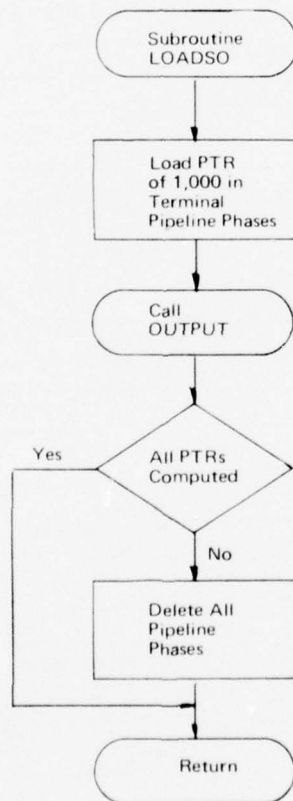 Subroutine
LOADSO
Load PTR
of 1,000 in
Terminal
Pipeline Phases
Call
OUTPUT
Yes
All PTRs
Computed
No
Delete All
Pipeline
Phases
Return